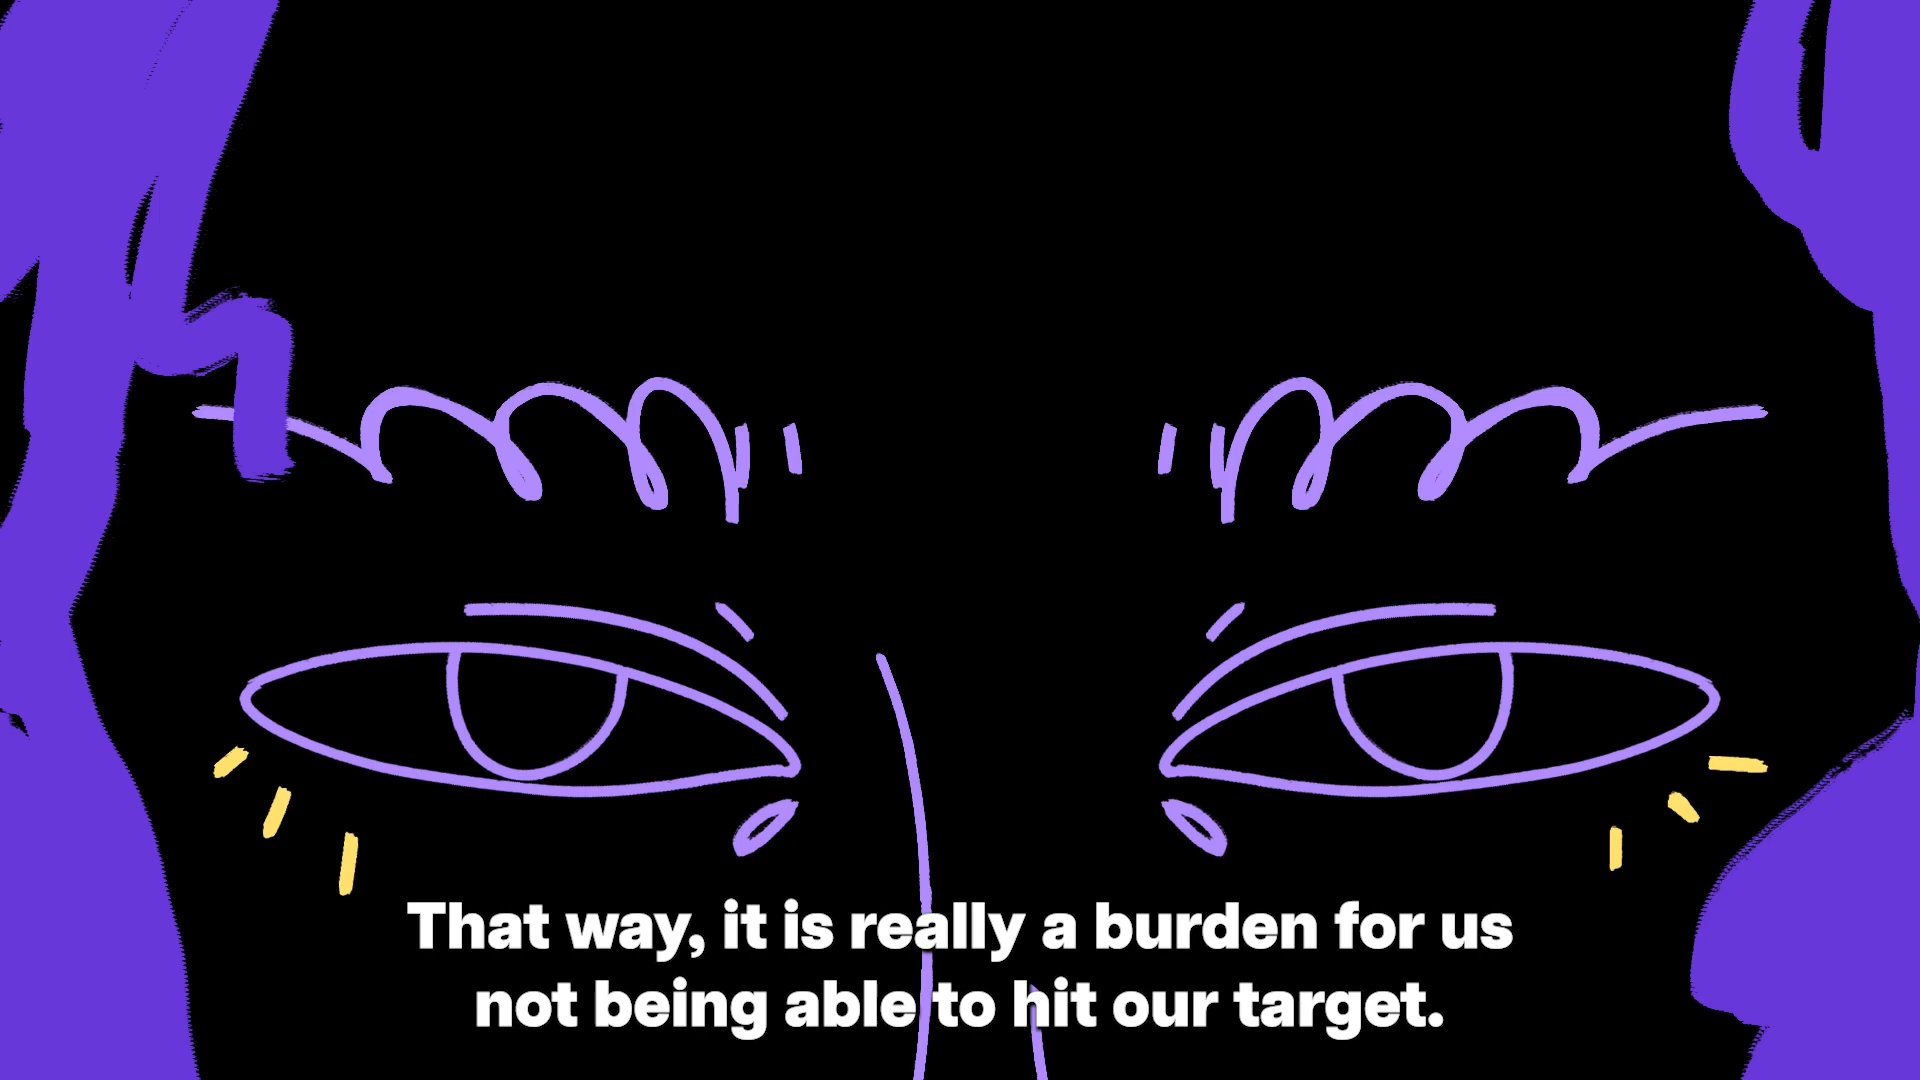 That way, it is really a burden for us
not being able to hit our target.